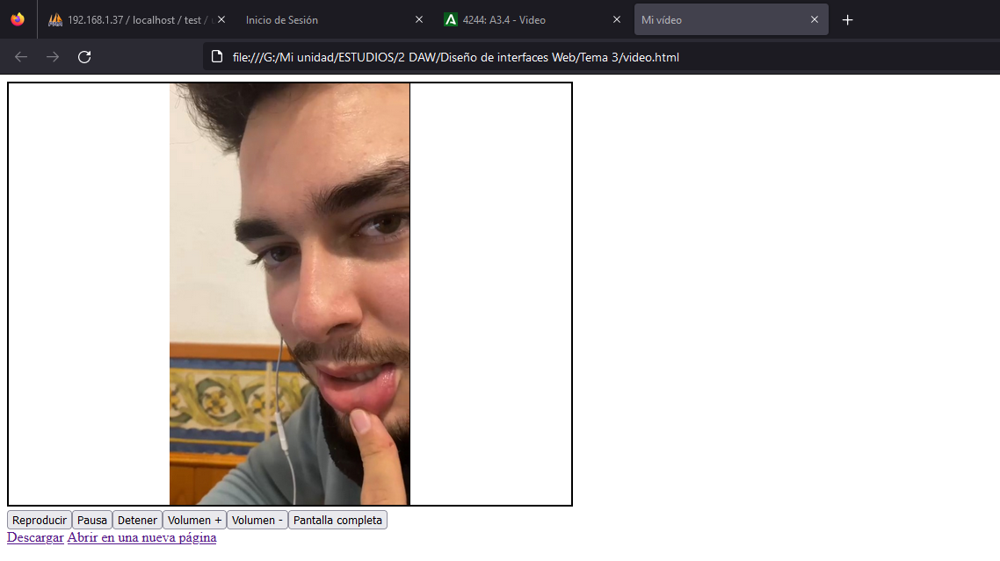 192.168.1.37 / localhost / test /
Inicio de Sesión
4244: A3.4 - Video
Mi vídeo
file:///G:/Mi unidad/ESTUDIOS/2 DAW/Diseño de interfaces Web/Tema 3/video.html
Reproducir Pausa Detener Volumen + Volumen - Pantalla completa
Descargar Abrir en una nueva página